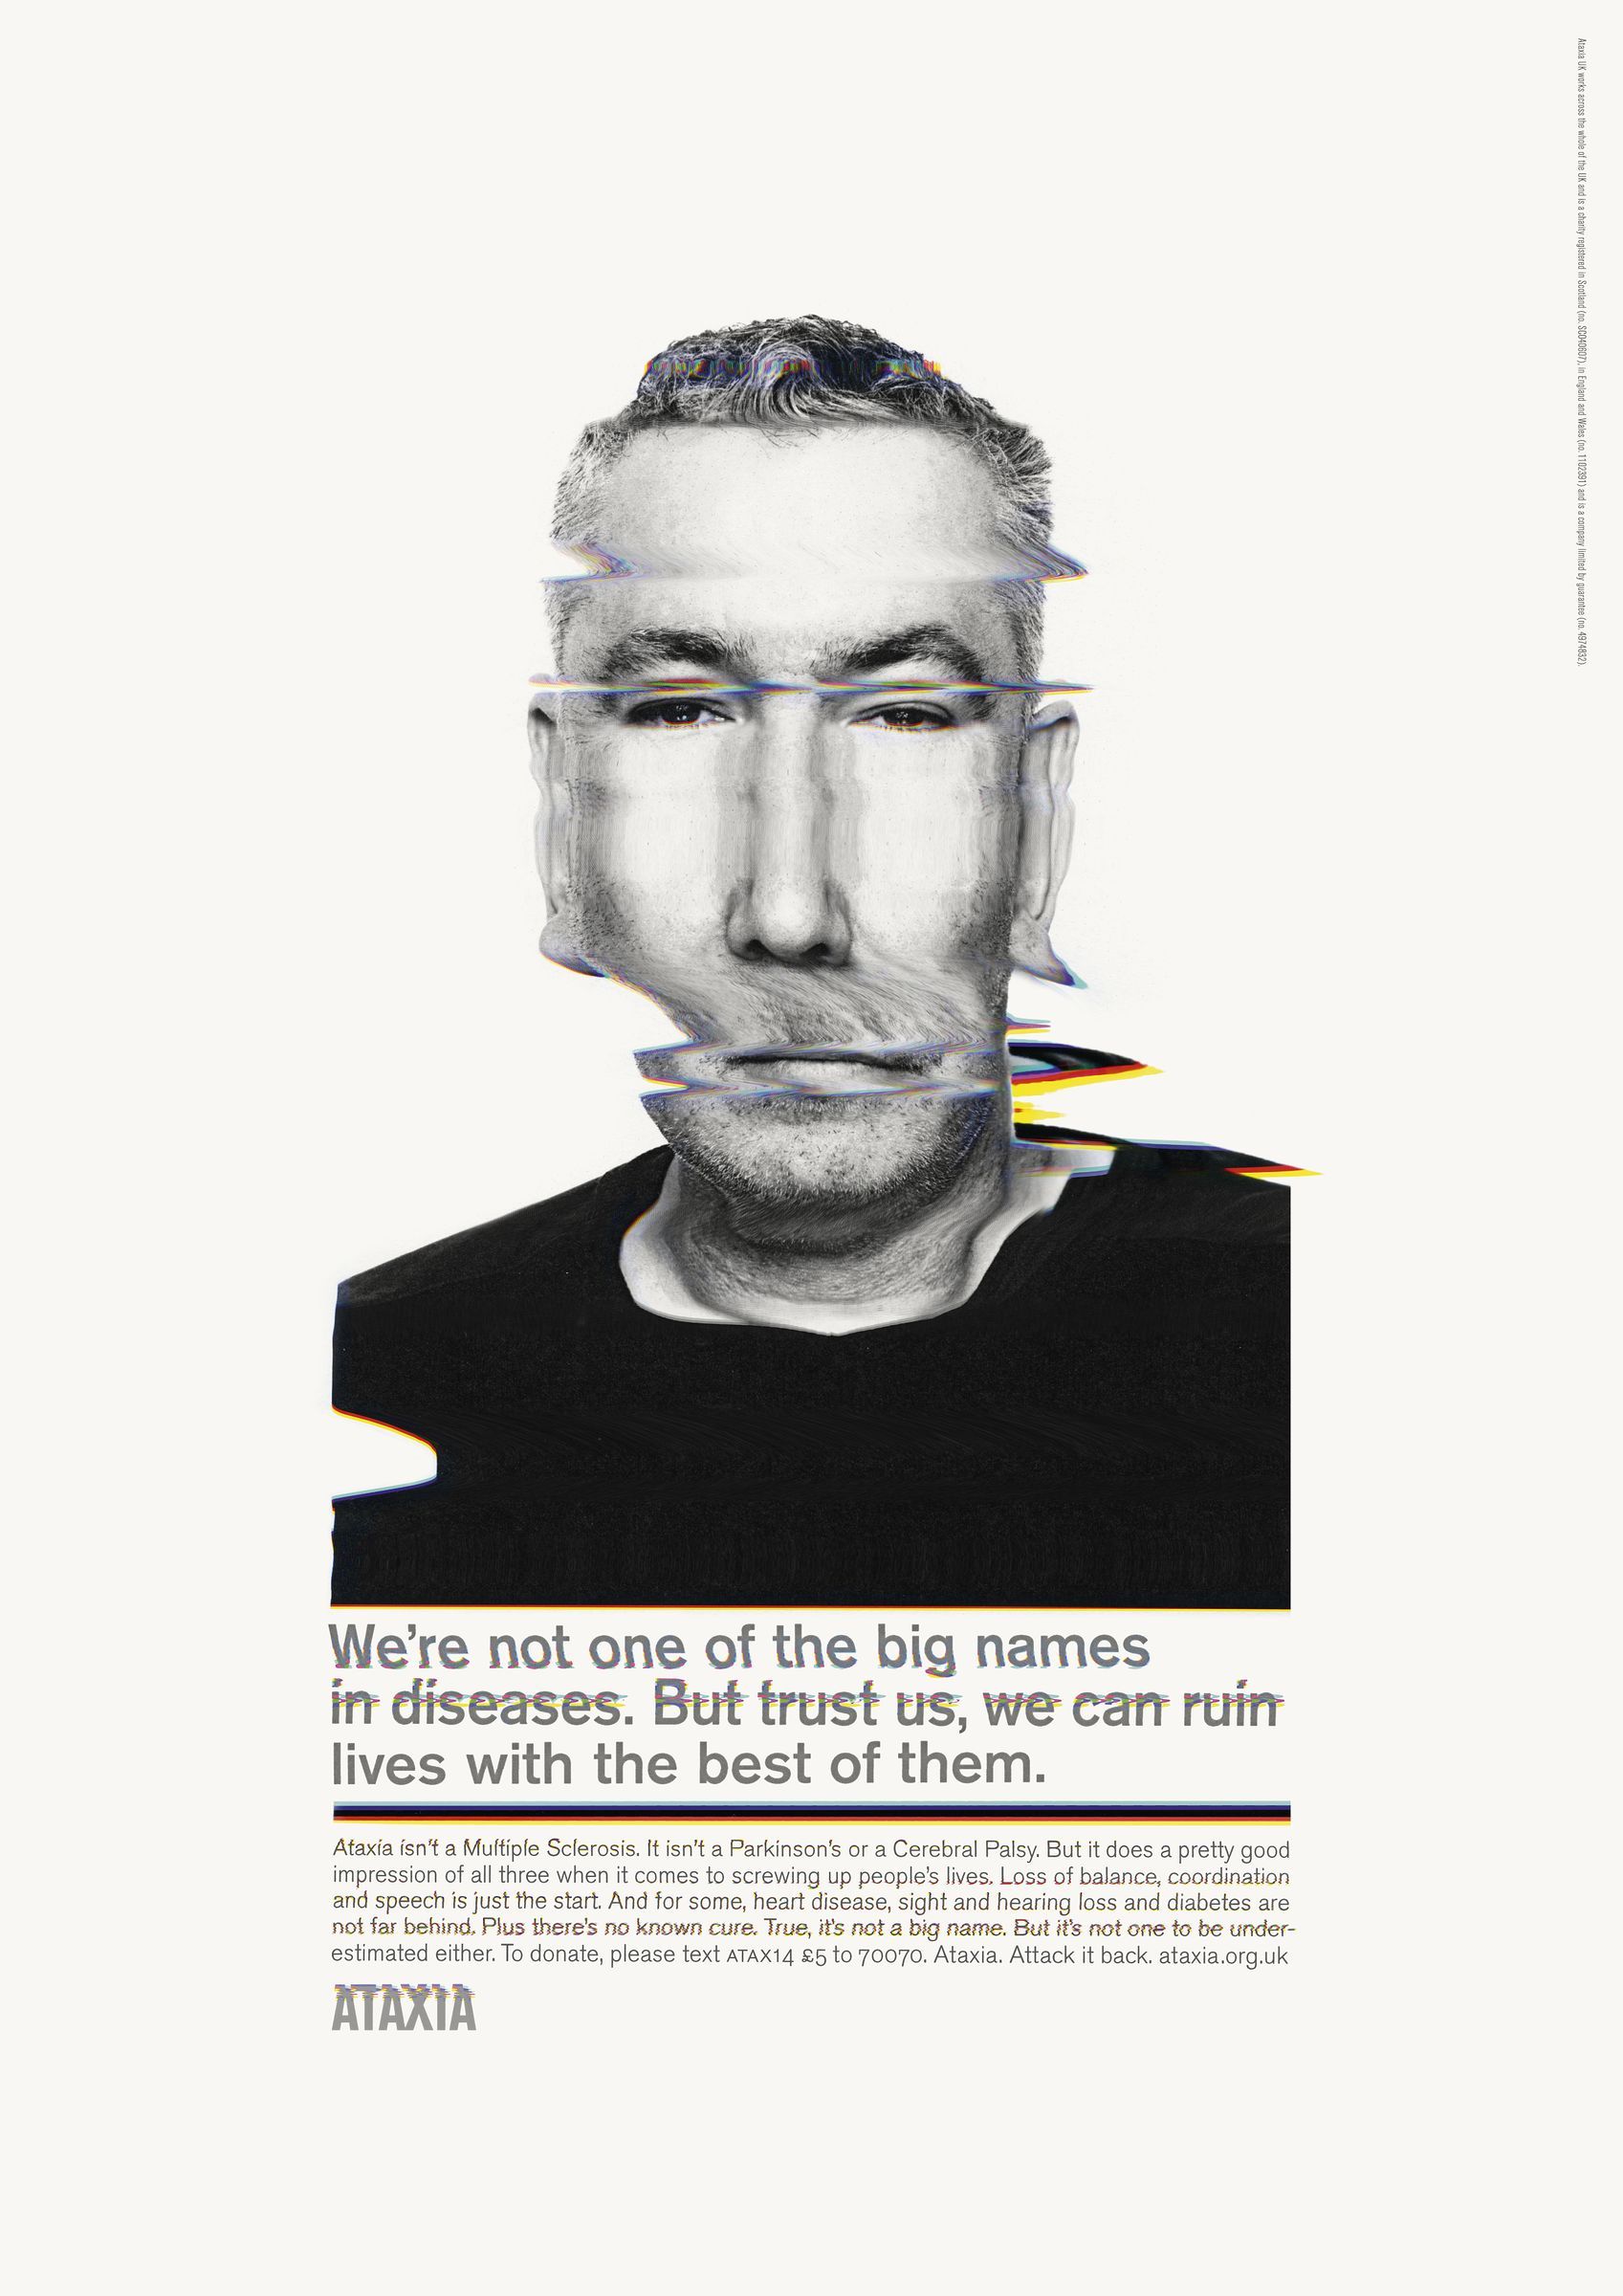 We're not one of the big names
in diseases. But trust us, we can ruin
lives with the best of them.
Ataxia isn't a Multiple Sclerosis. It isn't a Parkinson's or a Cerebral Palsy. But it does a pretty good
impression of all three when it comes to screwing up people's lives. Loss of balance, coordination
and speech is just the start. And for some, heart disease, sight and hearing loss and diabetes are
not far behind. Plus there's no known cure. True, it's not a big name. But it's not one to be under-
estimated either. To donate, please text ATAX14 £5 to 70070. Ataxia. Attack it back. ataxia.org.uk
ATAXIA
Ataxia UK works across the whole of the UK and is a charity registered in Scotland (no. SC040607), in England and Wales (no. 1102391) and is a company limited by guarantee (no. 4974832).